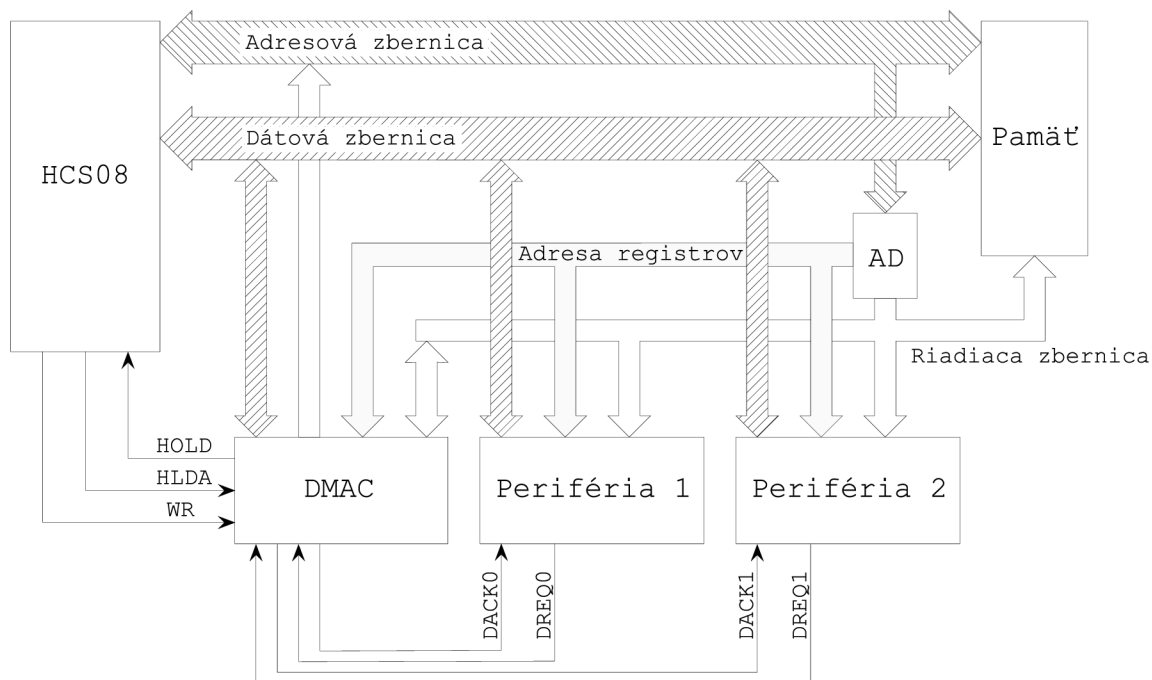 Adresová zbernica
Dátová zbernica
HCS08
Pamäť
Adresa registrov
AD
Riadiaca zbernica
HOLD
HLDA
WR
DMAC
Periféria 1
Periféria 2
DACK0
DREQ0
DACK1
DREQ1